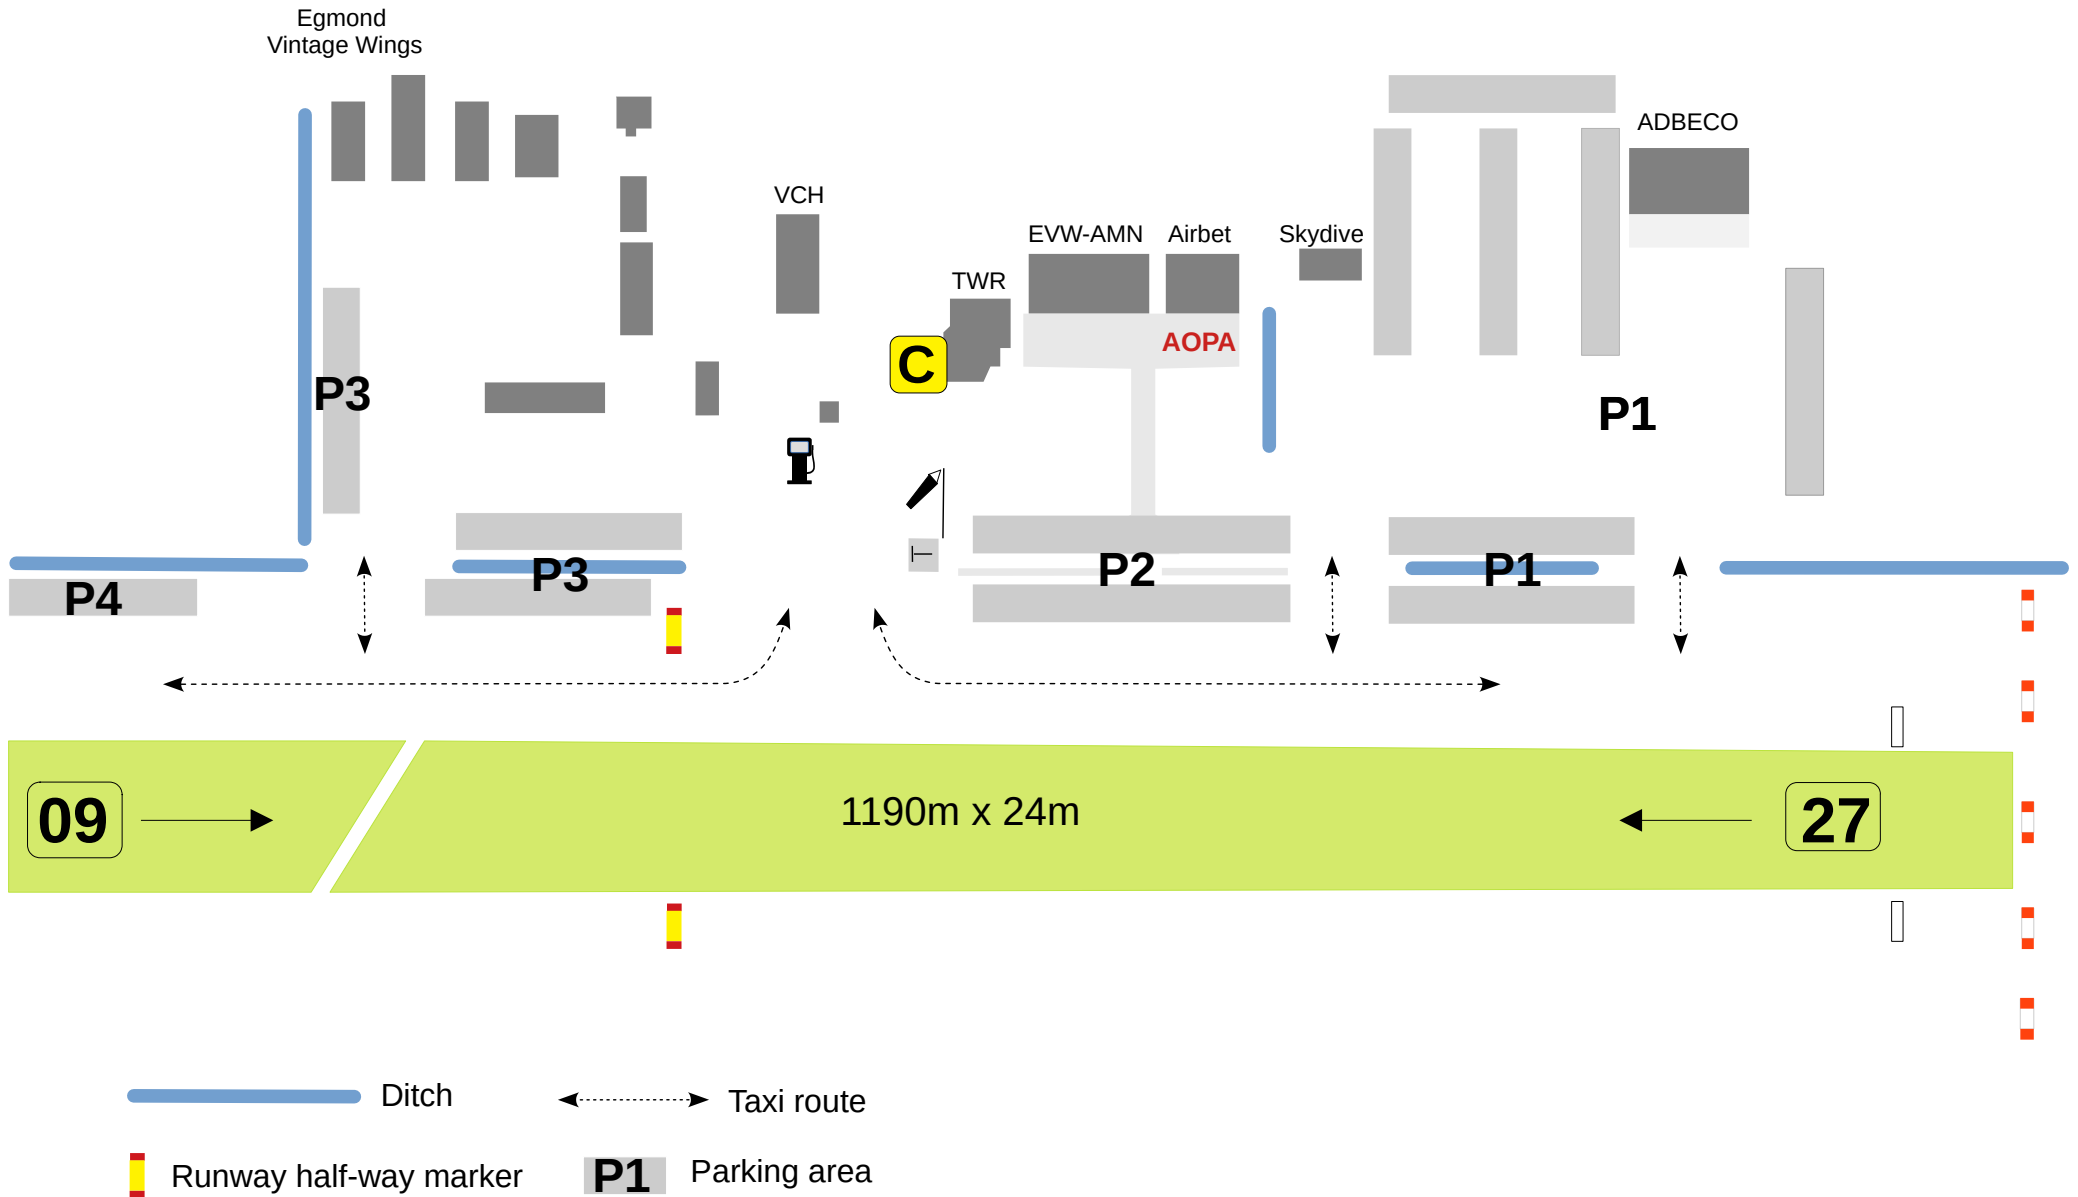 Egmond
Vintage Wings
ADBECO
VCH
EVW-AMN
Airbet
Skydive
TWR
AOPA
C
P3
P1
P4
P3
P2
P1
T
09
1190m x 24m
27
Ditch
Taxi route
Runway half-way marker
P1
Parking area